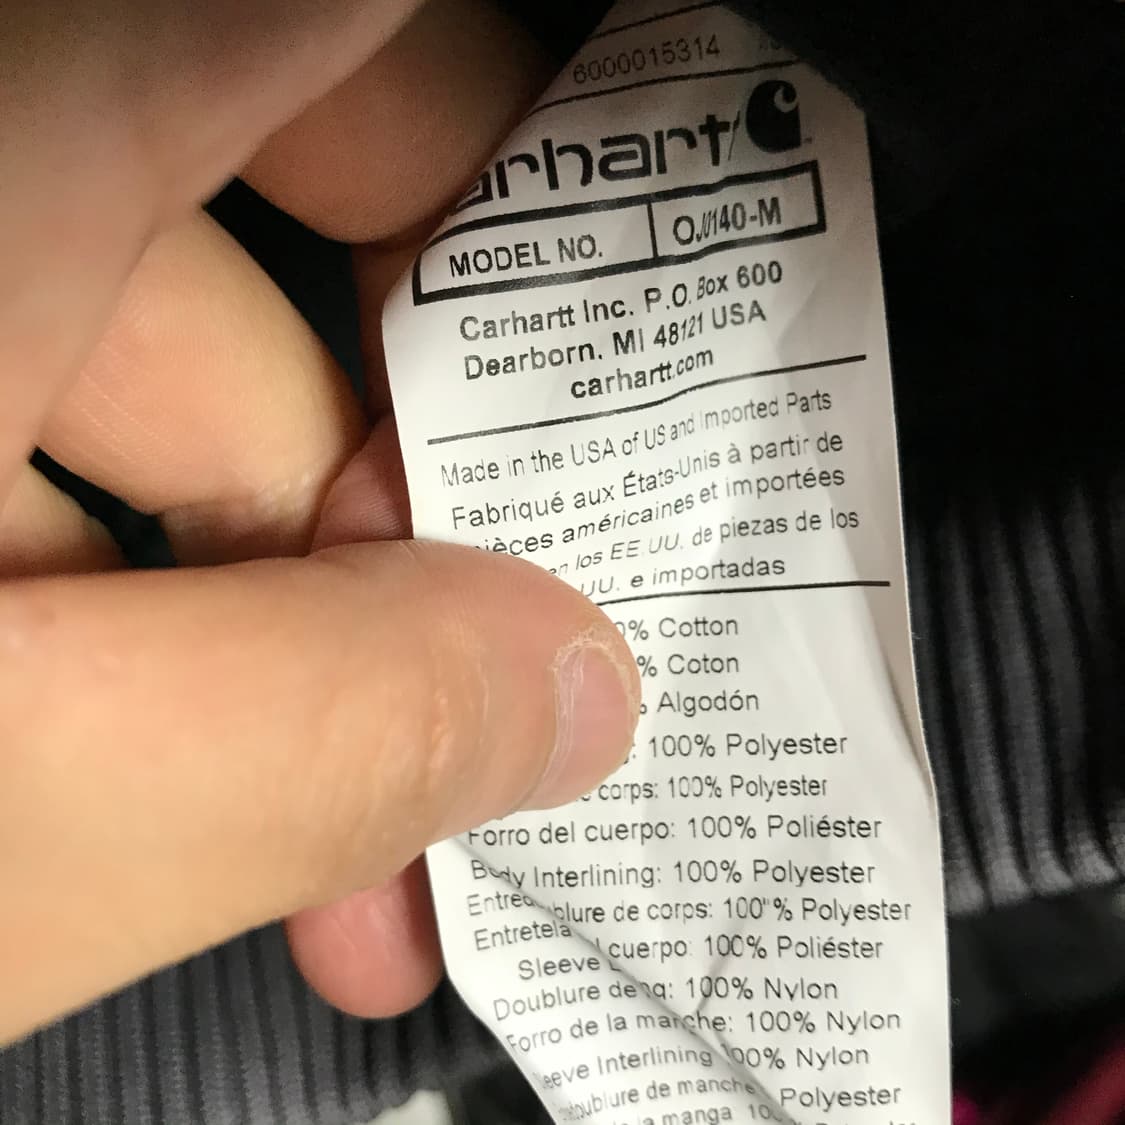 6000015314
arhartt
MODEL NO. OJ0140-M
Carhartt Inc. P.O. Box 600
Dearborn. MI 48121 USA
carhartt.com
Made in the USA of US and Imported Parts
Fabriqué aux États-Unis à partir de
ièces américaines et importées
en los EE.UU. de piezas de los
UU. e importadas
% Cotton
% Coton
Algodón
: 100% Polyester
corps: 100% Polyester
Forro del cuerpo: 100% Poliéster
Body Interlining: 100% Polyester
blure de corps: 100% Polyester
Entretela cuerpo: 100% Poliéster
Sleeve
Doublure de 100% Nylon
Forro de la marche: 100% Nylon
eeve Interlining 100% Nylon
oublure de manche Polyester
la manga 10